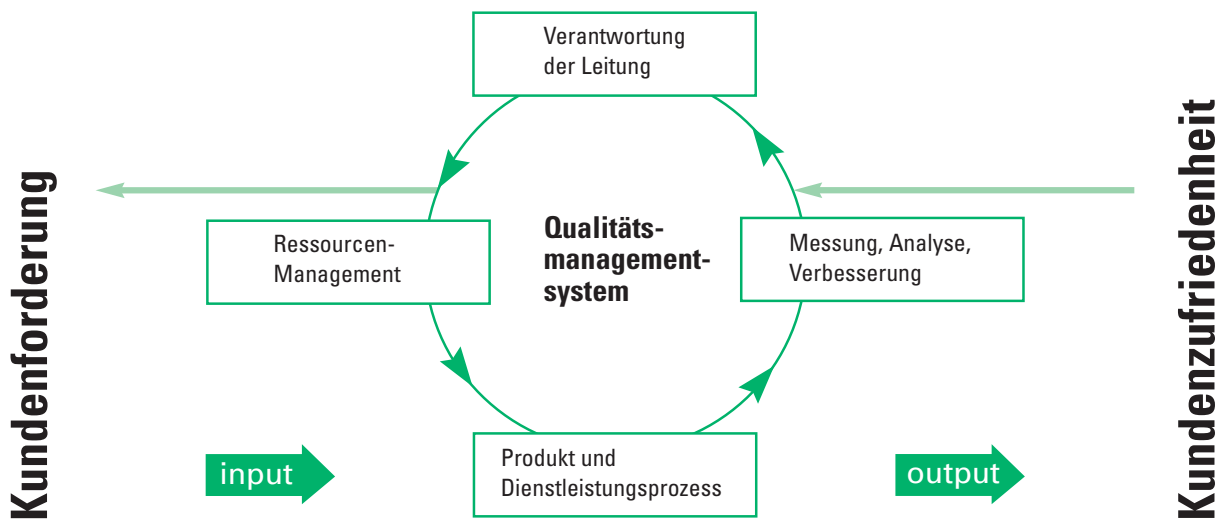 Verantwortung
der Leitung
Kundenforderung
Ressourcen-
Management
Qualitäts-
management-
system
Messung, Analyse,
Verbesserung
Kundenzufriedenheit
input
Produkt und
Dienstleistungsprozess
output